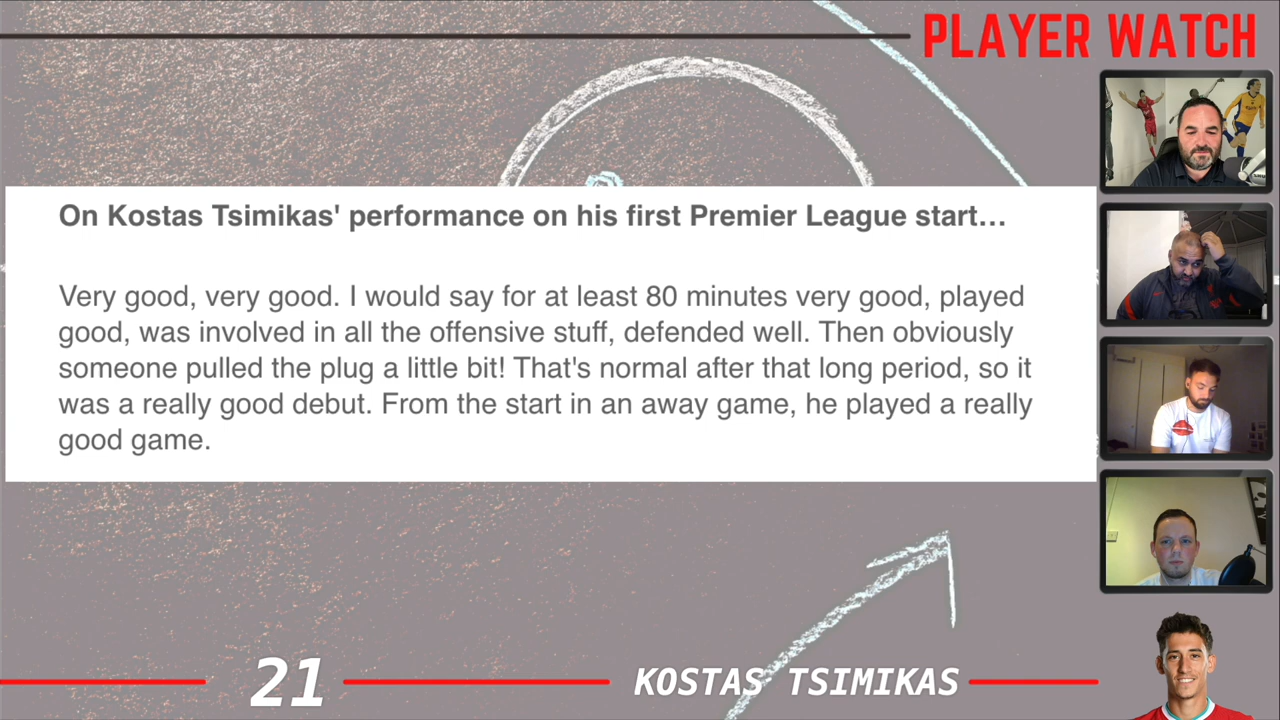 PLAYER WATCH
On Kostas Tsimikas' performance on his first Premier League start...
Very good, very good. I would say for at least 80 minutes very good, played
good, was involved in all the offensive stuff, defended well. Then obviously
someone pulled the plug a little bit! That's normal after that long period, so it
was a really good debut. From the start in an away game, he played a really
good game.
21
KOSTAS TSIMIKAS